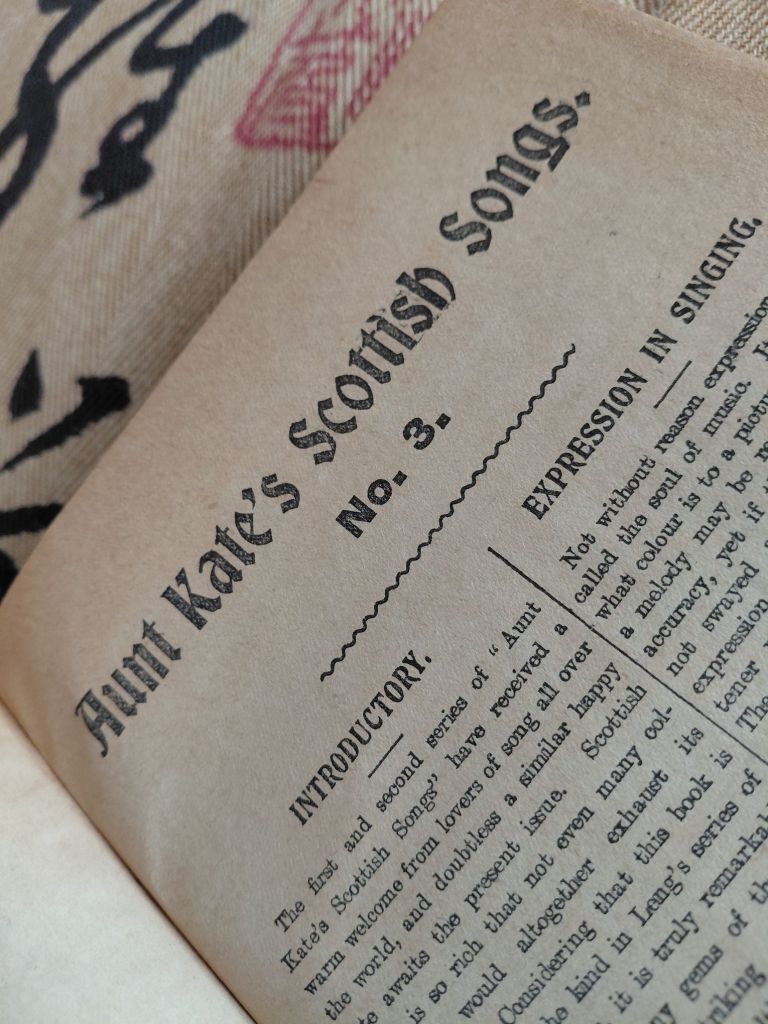 Aunt Kate's Scottish Songs.
No. 3.
INTRODUCTORY.
The first and second series of "Aunt
Kate's Scottish Songs" have received a
warm welcome from lovers of song all over
the world, and doubtless a similar happy
awaits the present issue. Scottish
is so rich that not even many col-
would altogether exhaust its
Considering that this book is
kind in Leng's series of
it is truly remarkabl
gems of th
EXPRESSION IN SINGING.
Not without reason expression
called the soul of music. It
what colour is to a pictur
a melody may be
accuracy, yet if
not swayed
expression
tener
The